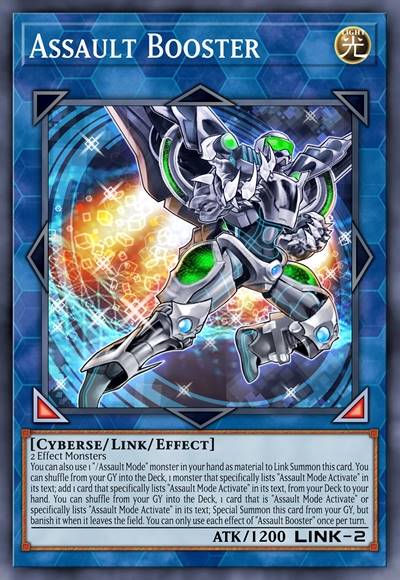 ASSAULT BOOSTER
LIGHT
光
[CYBERSE/LINK/EFFECT]
2 Effect Monsters
You can also use 1 "/Assault Mode" monster in your hand as material to Link Summon this card. You
can shuffle from your GY into the Deck, 1 monster that specifically lists "Assault Mode Activate" in
its text; add 1 card that specifically lists "Assault Mode Activate" in its text, from your Deck to your
hand. You can shuffle from your GY into the Deck, 1 card that is "Assault Mode Activate" or
specifically lists "Assault Mode Activate" in its text; Special Summon this card from your GY, but
banish it when it leaves the field. You can only use each effect of "Assault Booster" once per turn.
ATK/1200 LINK-2